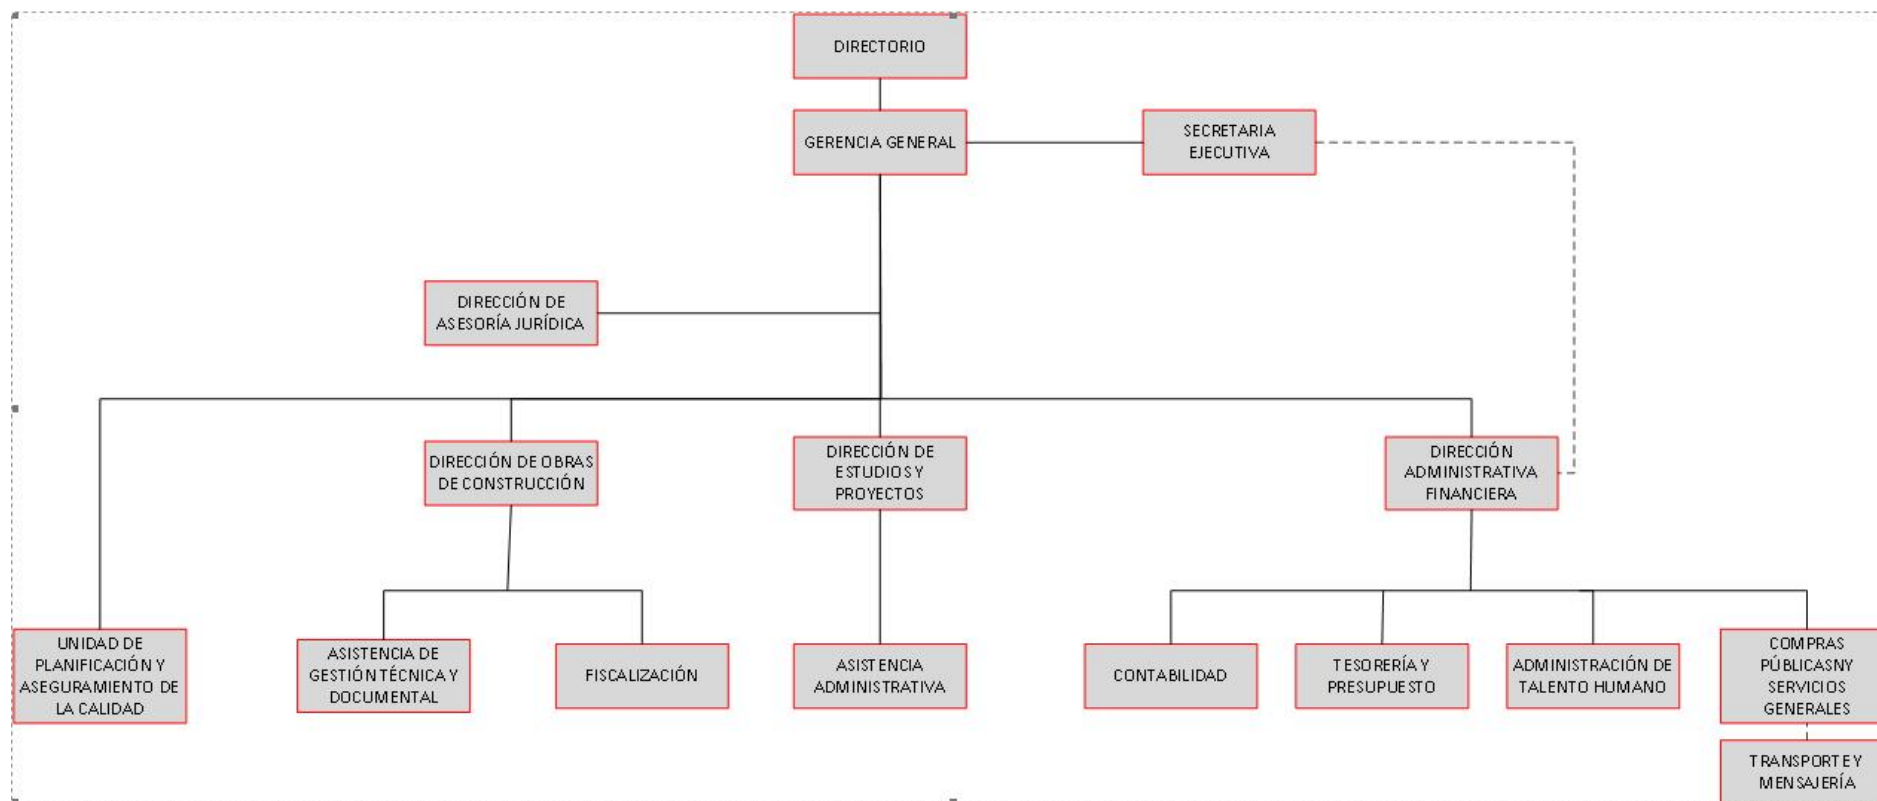 DIRECTORIO
GERENCIA GENERAL
SECRETARIA
EJECUTIVA
DIRECCIÓN DE
ASESORÍA JURÍDICA
DIRECCIÓN DE OBRAS
DE CONSTRUCCIÓN
DIRECCIÓN DE
ESTUDIOS Y
PROYECTOS
DIRECCIÓN
ADMINISTRATIVA
FINANCIERA
UNIDAD DE
PLANIFICACIÓN Y
ASEGURAMIENTO DE
LA CALIDAD
ASISTENCIA DE
GESTIÓN TÉCNICA Y
DOCUMENTAL
FISCALIZACIÓN
ASISTENCIA
ADMINISTRATIVA
CONTABILIDAD
TESORERÍA Y
PRESUPUESTO
ADMINISTRACIÓN DE
TALENTO HUMANO
COMPRAS
PÚBLICASNY
SERVICIOS
GENERALES
TRANSPORTE Y
MENSAJERÍA